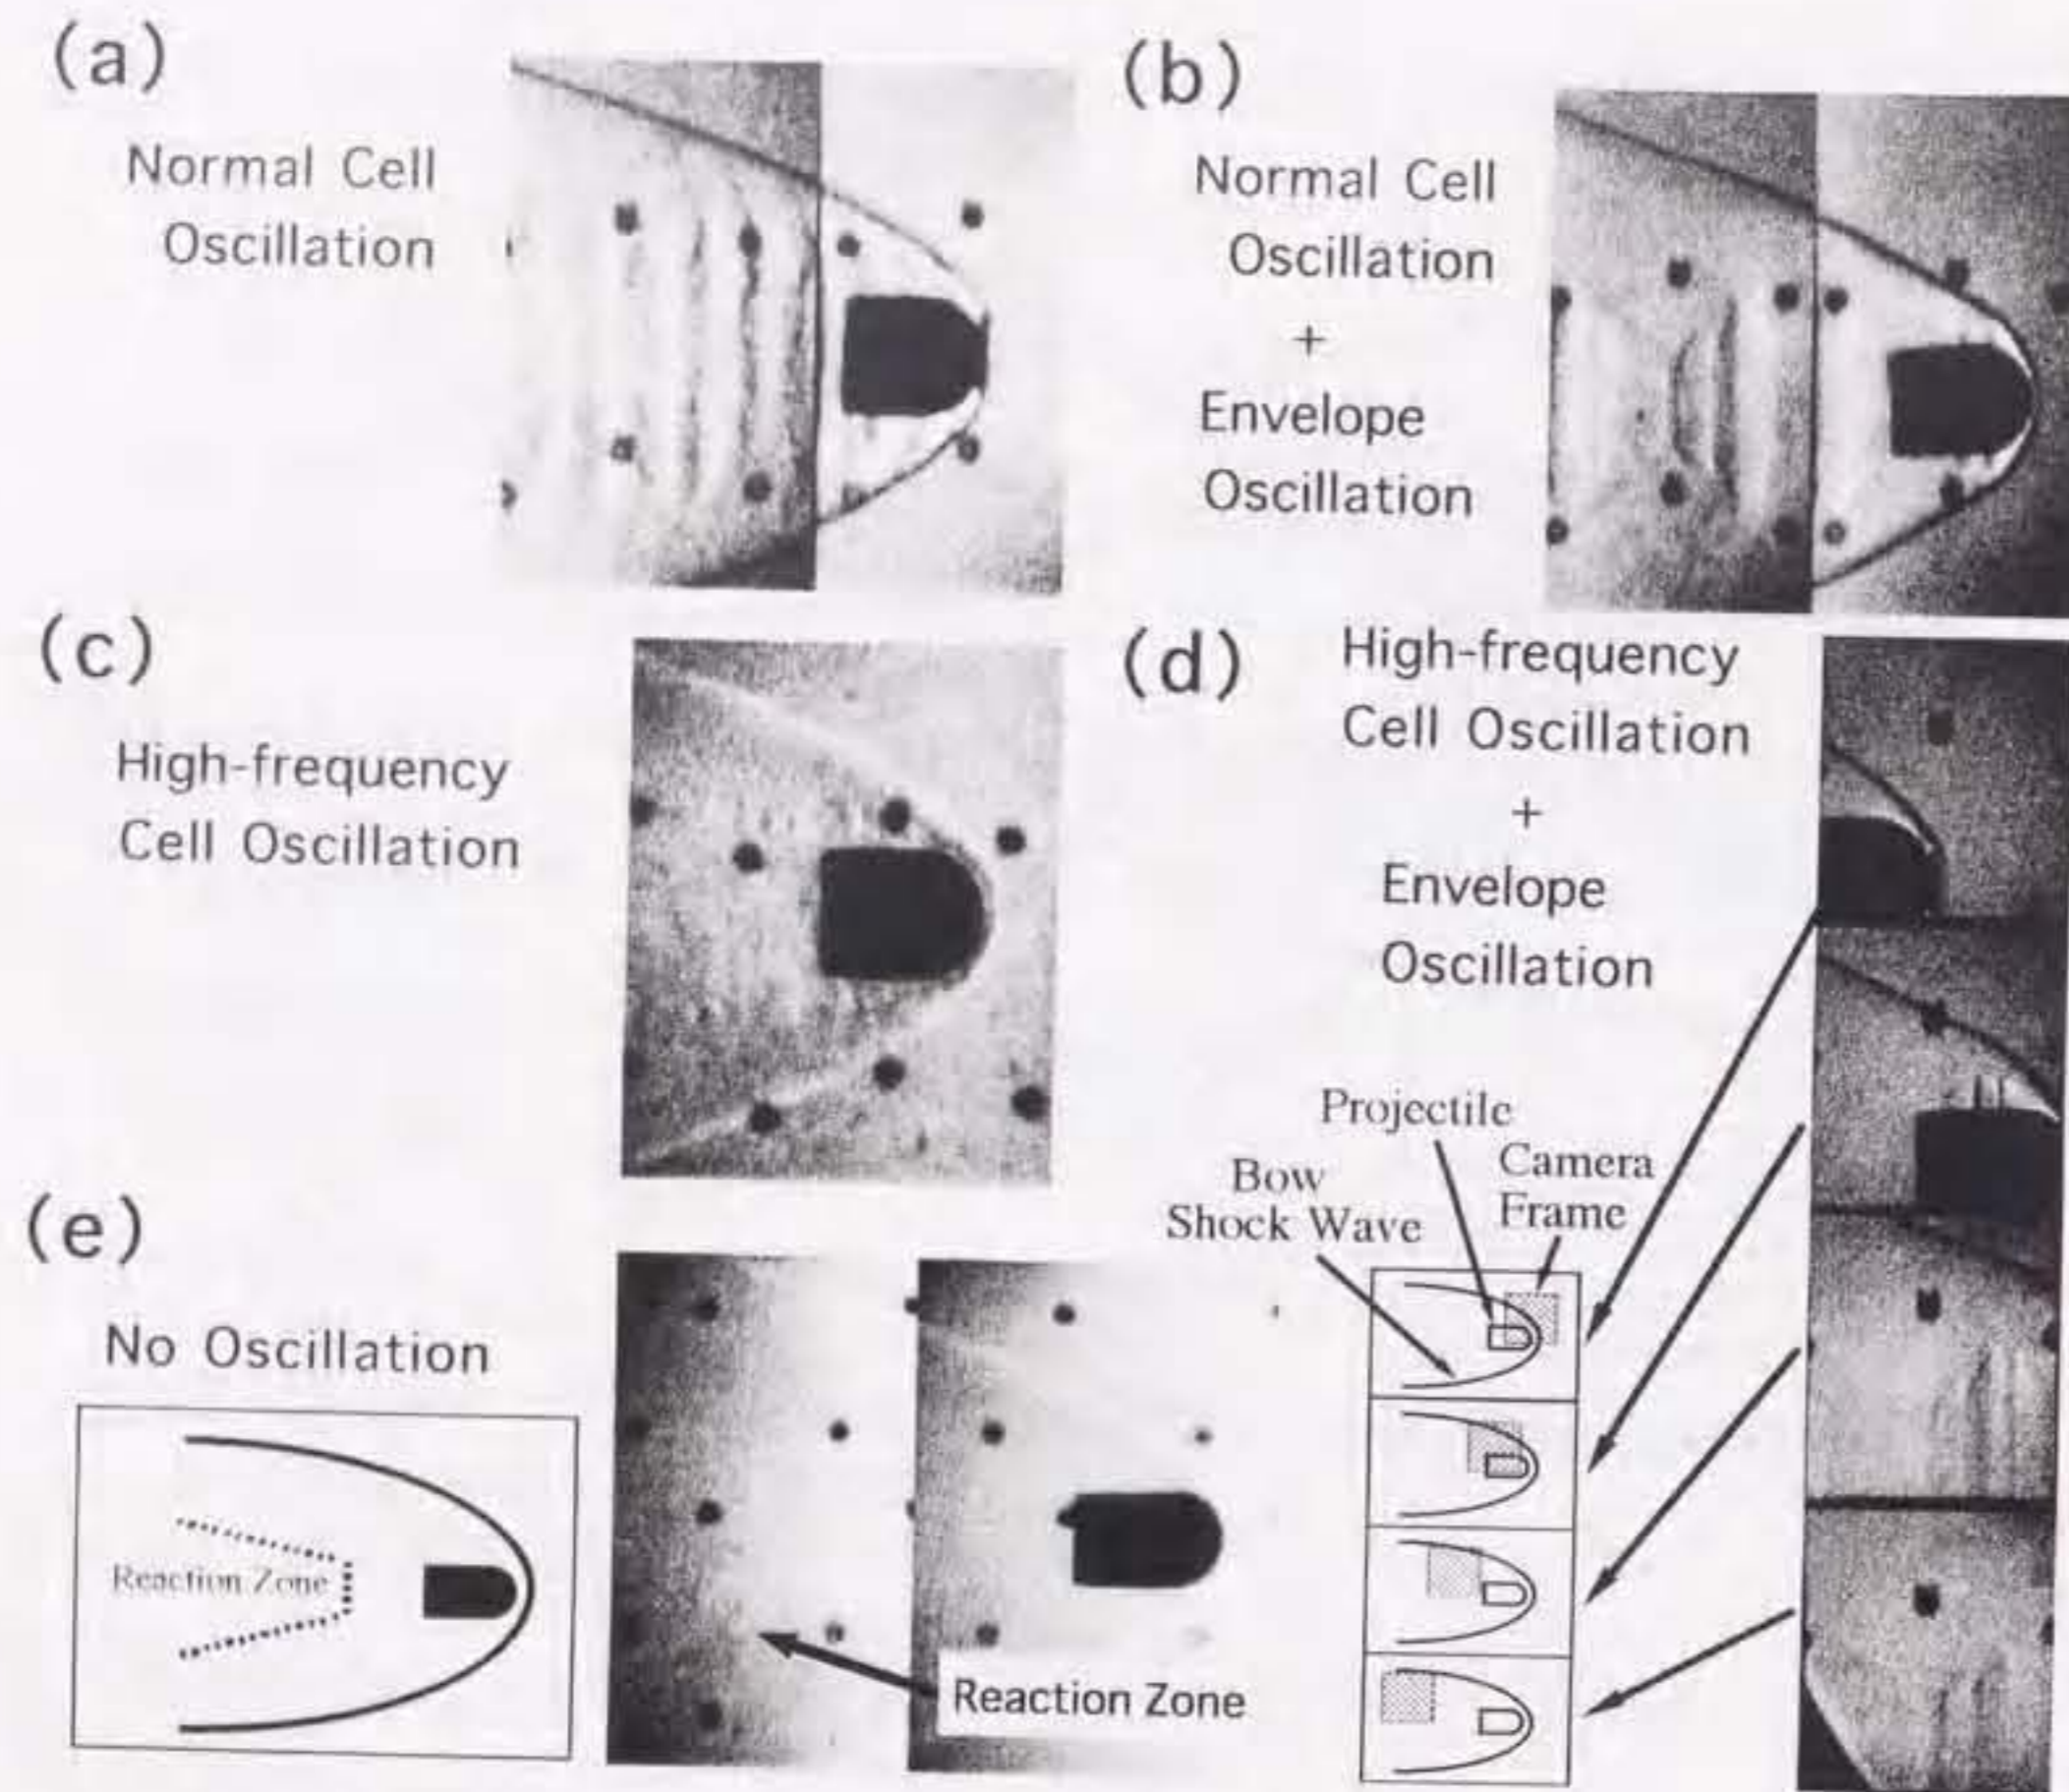 (a)
Normal Cell
Oscillation
(b)
Normal Cell
Oscillation
+
Envelope
Oscillation
(c)
High-frequency
Cell Oscillation
(d)
High-frequency
Cell Oscillation
+
Envelope
Oscillation
Projectile
Camera
Frame
Bow
Shock Wave
(e)
No Oscillation
Reaction Zone
Reaction Zone